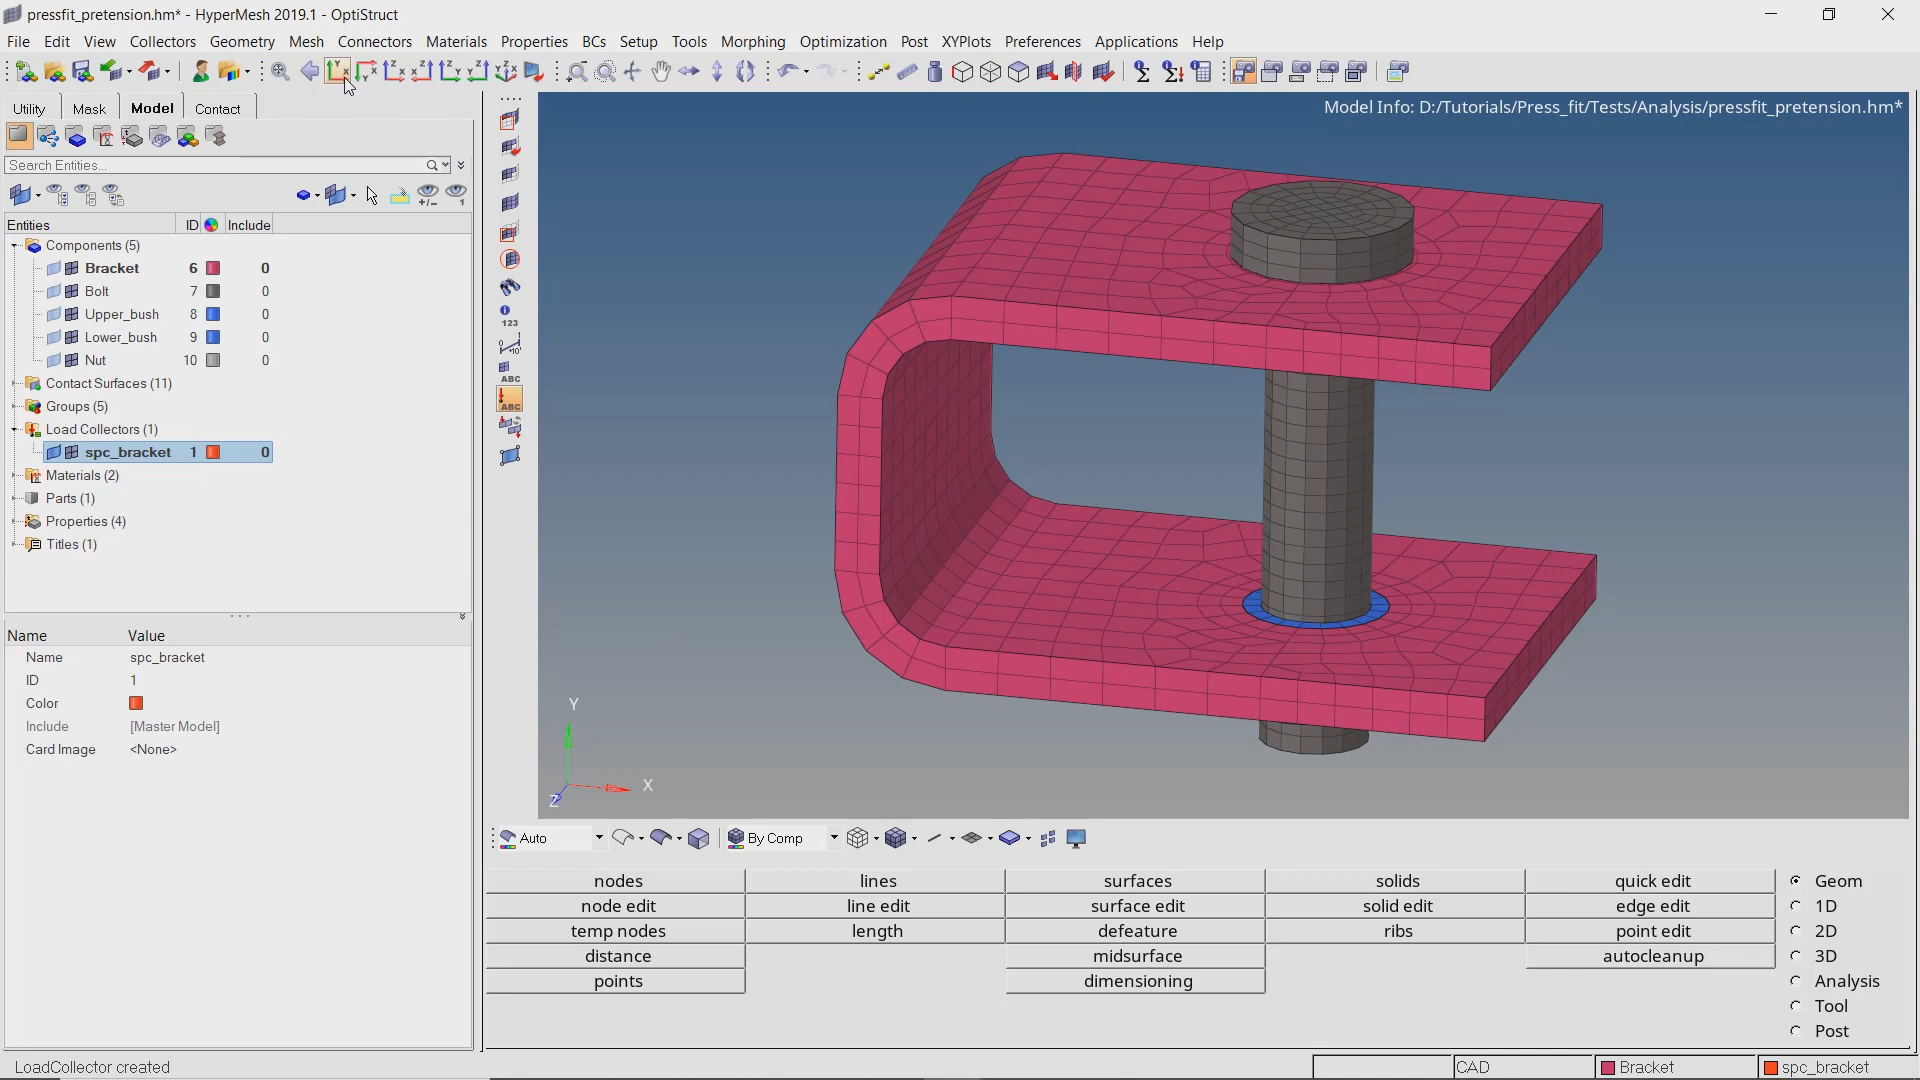 pressfit_pretension.hm* - HyperMesh 2019.1 - OptiStruct
File Edit View Collectors Geometry Mesh Connectors Materials Properties BCs Setup Tools Morphing Optimization Post XYPlots Preferences Applications Help
Utility Mask Model Contact
Model Info: D:/Tutorials/Press_fit/Tests/Analysis/pressfit_pretension.hm*
Search Entities...
Entities ID Include
Components (5)
Bracket 6 0
Bolt 7 0
Upper_bush 8 0
Lower_bush 9 0
Nut 10 0
Contact Surfaces (11)
Groups (5)
Load Collectors (1)
spc_bracket 1 0
Materials (2)
Parts (1)
Properties (4)
Titles (1)
Name Value
Name spc_bracket
ID 1
Color
Include [Master Model]
Card Image <None>
123
ABC
ABC
Y
X
Z
Auto By Comp
nodes lines surfaces solids quick edit Geom
node edit line edit surface edit solid edit edge edit 1D
temp nodes length defeature ribs point edit 2D
distance midsurface autocleanup 3D
points dimensioning Analysis
Tool
Post
LoadCollector created CAD Bracket spc_bracket